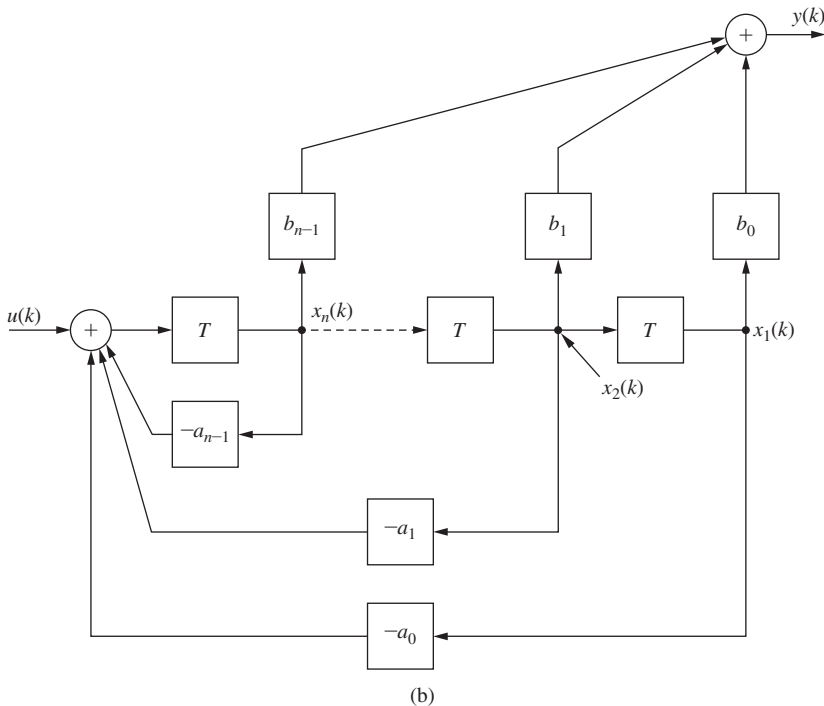 y(k)
+
b_{n–1}
b_1
b_0
u(k)
+
T
x_n(k)
T
T
x_1(k)
x_2(k)
–a_{n–1}
–a_1
–a_0
(b)